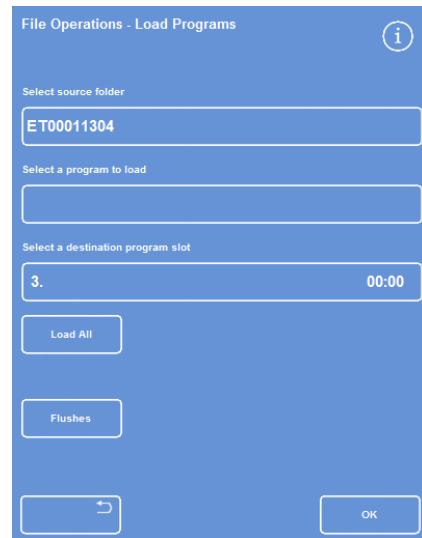 File Operations - Load Programs
i
Select source folder
ET00011304
Select a program to load
Select a destination program slot
3. 00:00
Load All
Flushes
OK